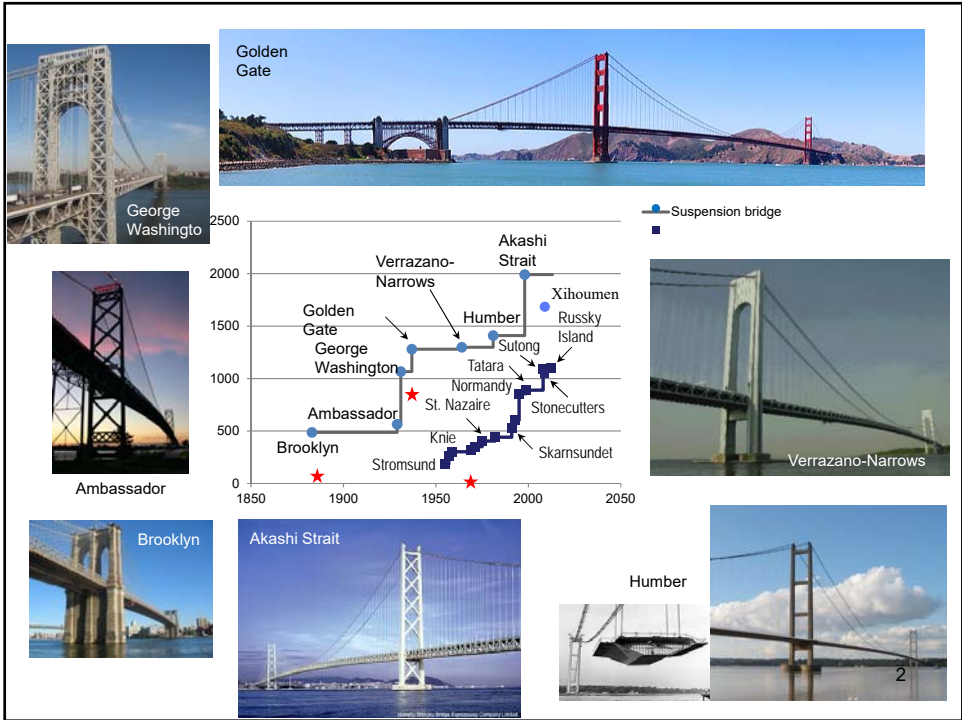 Golden
Gate
George
Washingto
2500
2000
1500
1000
500
0
1850
1900
1950
2000
2050
Suspension bridge
Akashi
Strait
Verrazano-
Narrows
Xihoumen
Golden
Gate
Humber
Russky
Island
George
Washington
Sutong
Tatara
Normandy
Ambassador
St. Nazaire
Stonecutters
Brooklyn
Knie
Skarnsundet
Stromsund
Ambassador
Verrazano-Narrows
Brooklyn
Akashi Strait
Humber
2